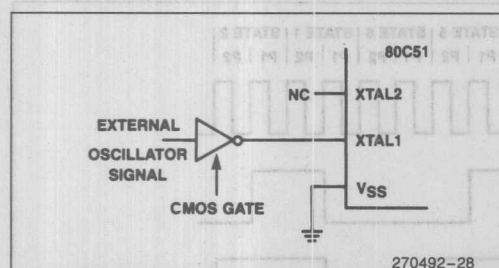 80C51
NC
XTAL2
EXTERNAL
OSCILLATOR
SIGNAL
XTAL1
CMOS GATE
VSS
270492-28